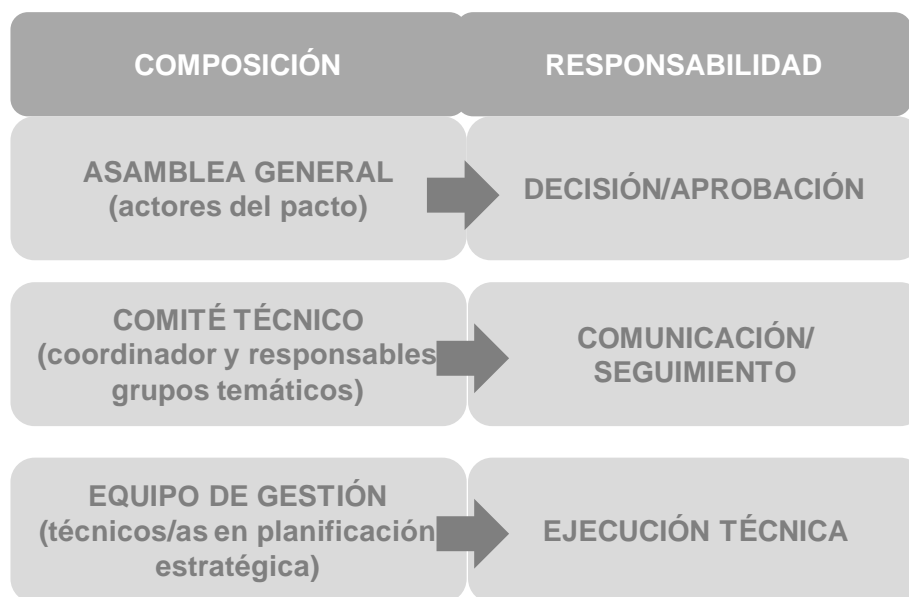 COMPOSICIÓN
RESPONSABILIDAD
ASAMBLEA GENERAL
(actores del pacto)
DECISIÓN/APROBACIÓN
COMITÉ TÉCNICO
(coordinador y responsables
grupos temáticos)
COMUNICACIÓN/
SEGUIMIENTO
EQUIPO DE GESTIÓN
(técnicos/as en planificación
estratégica)
EJECUCIÓN TÉCNICA